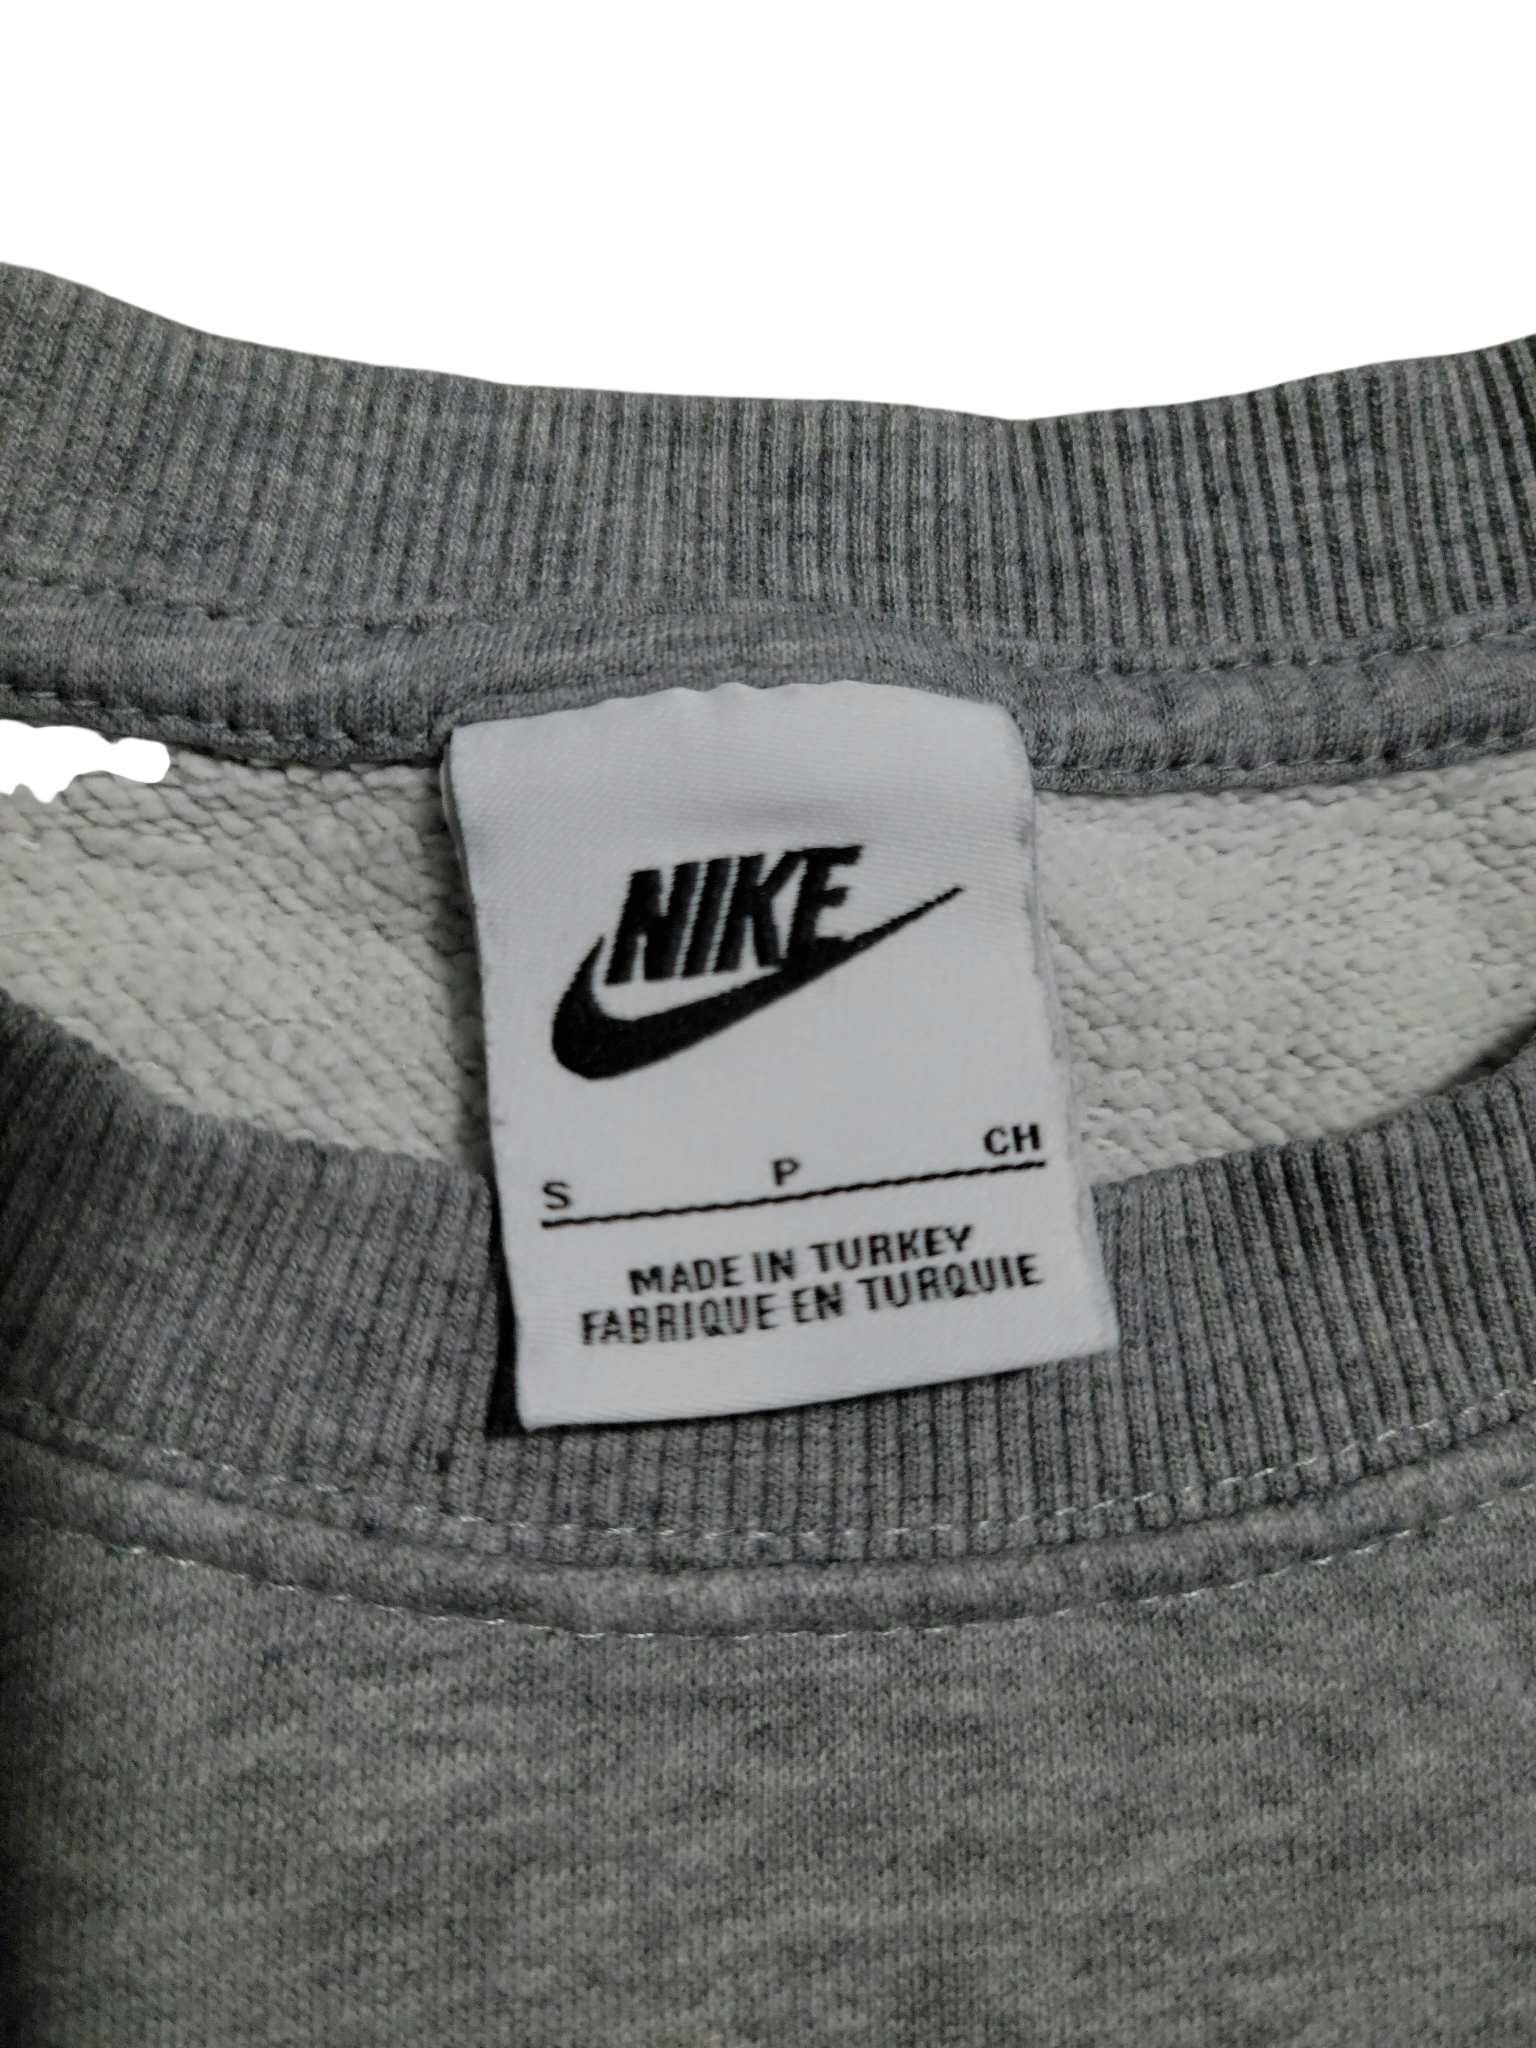 NIKE
S P CH
MADE IN TURKEY
FABRIQUE EN TURQUIE